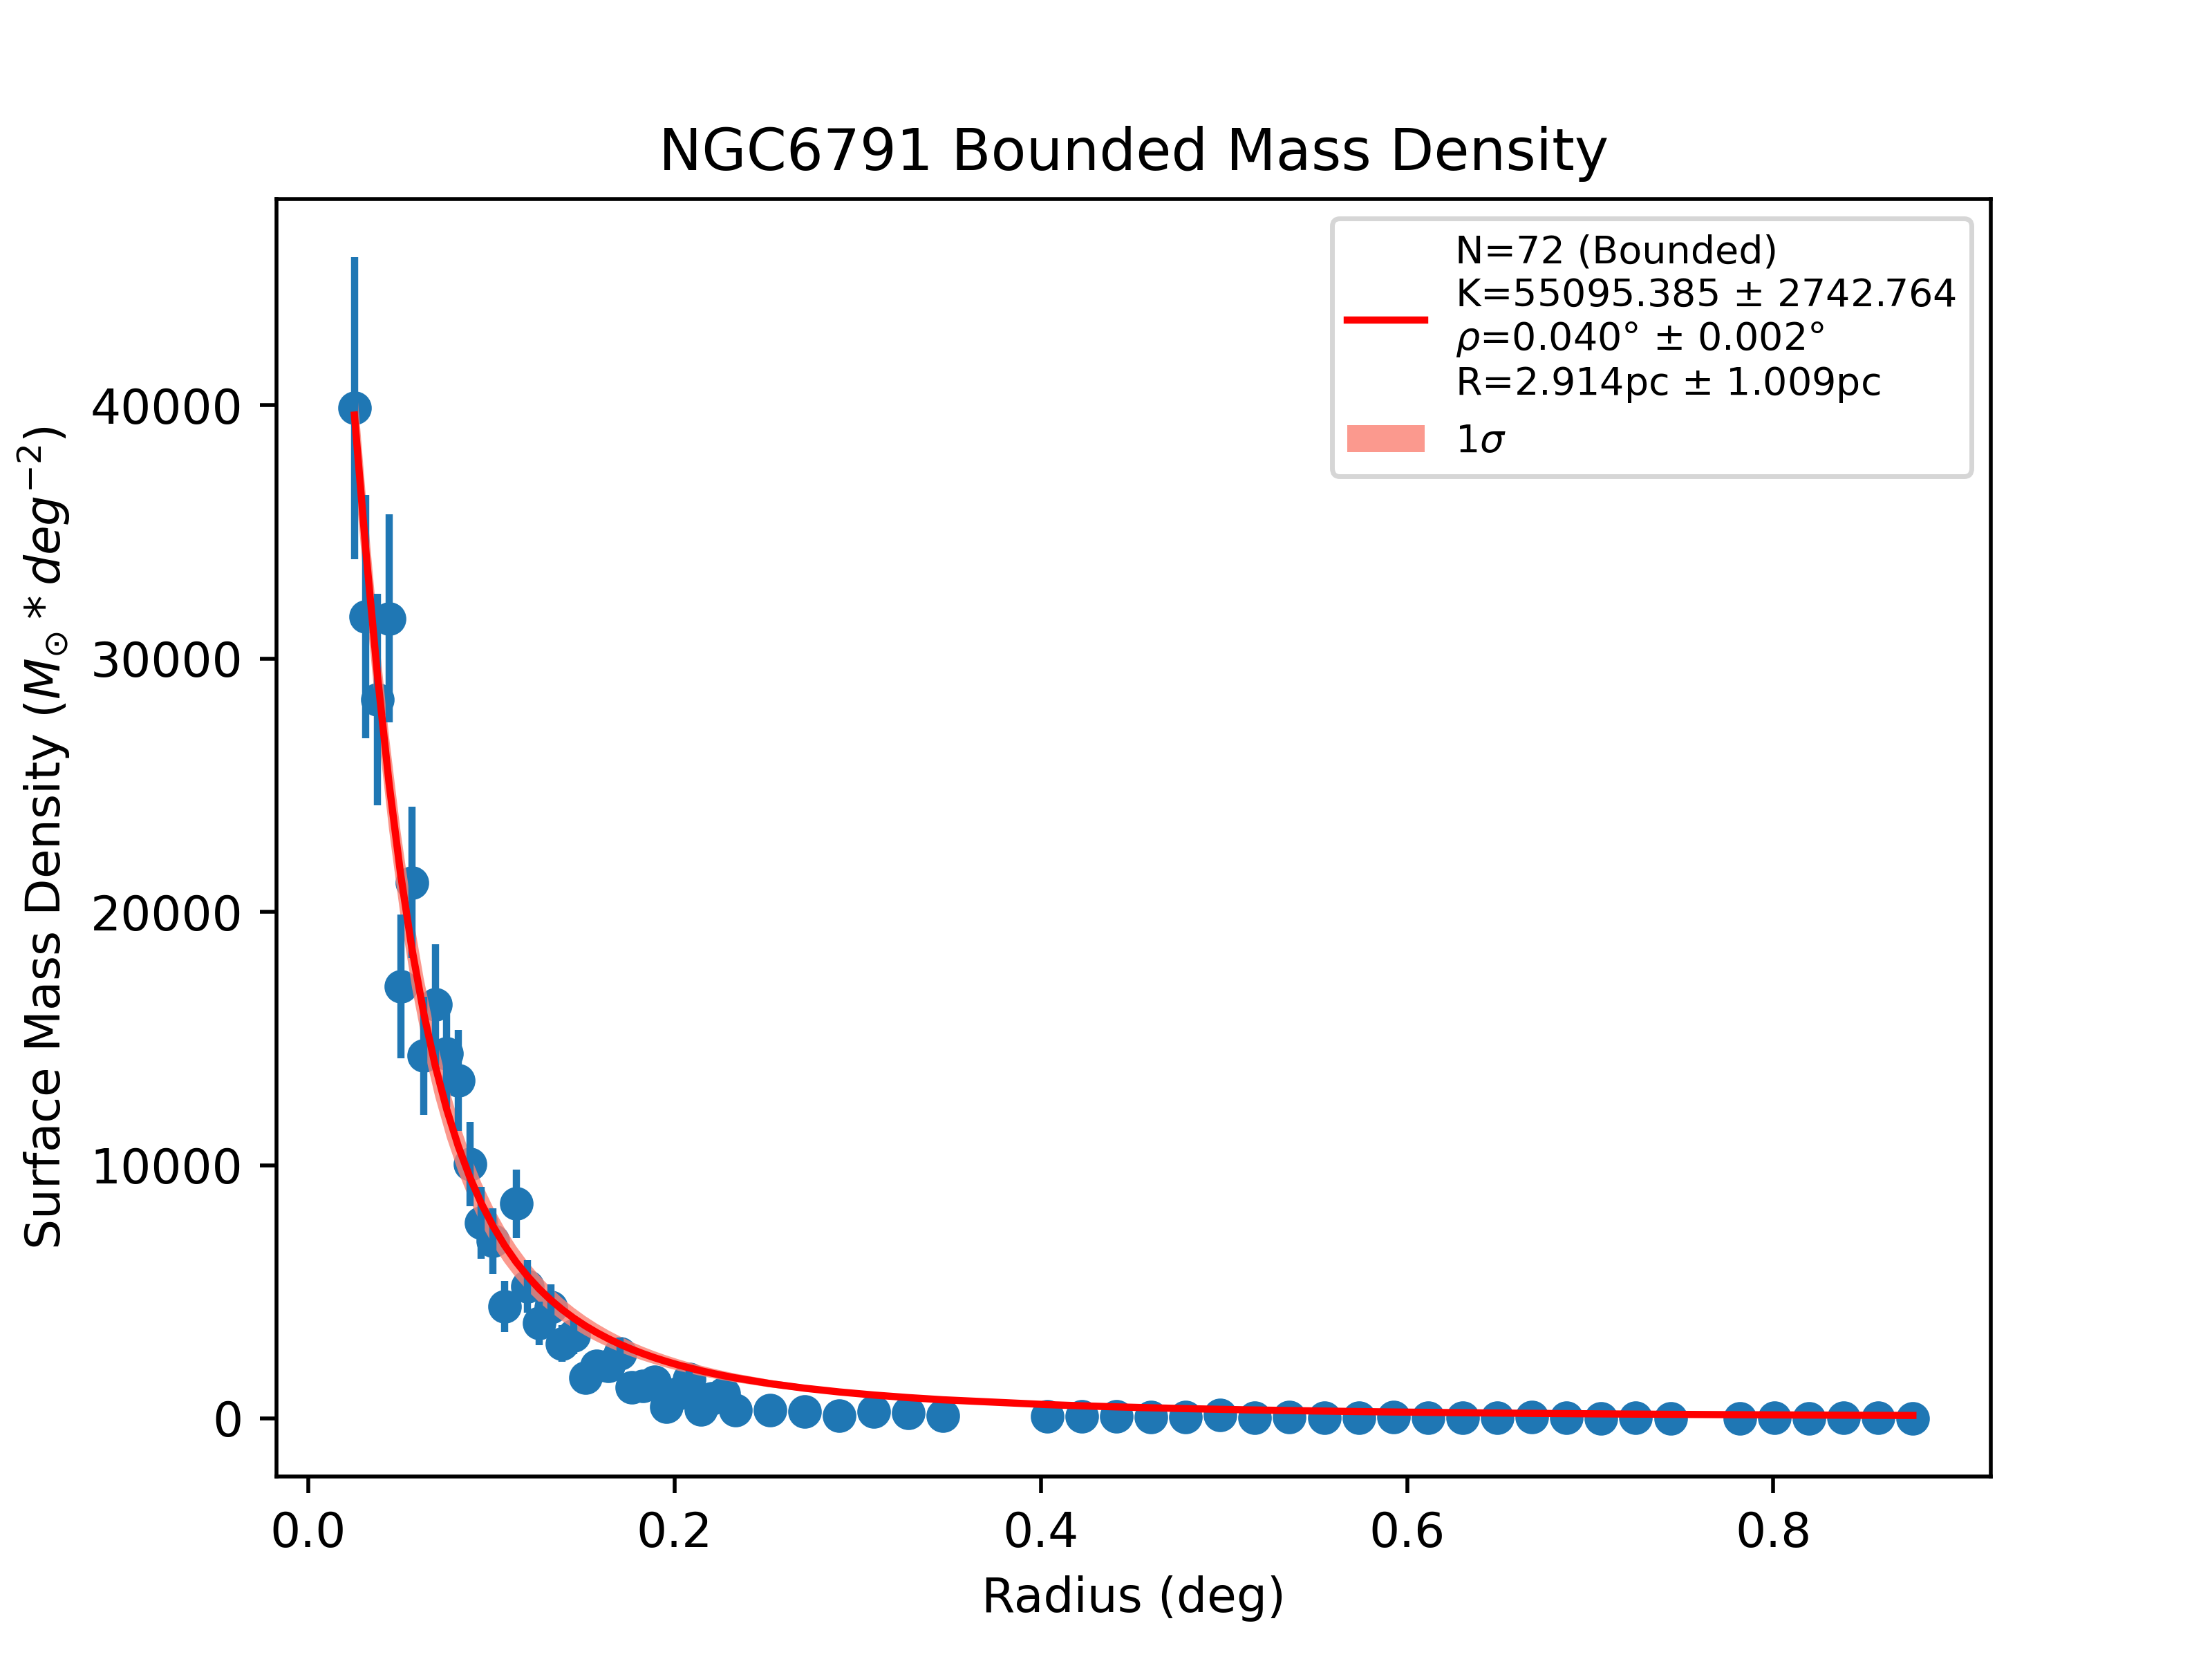 NGC6791 Bounded Mass Density
N=72 (Bounded)
K=55095.385 ± 2742.764
ρ=0.040° ± 0.002°
R=2.914pc ± 1.009pc
1σ
Surface Mass Density (M⊙ * deg⁻²)
40000
30000
20000
10000
0
0.0 0.2 0.4 0.6 0.8
Radius (deg)